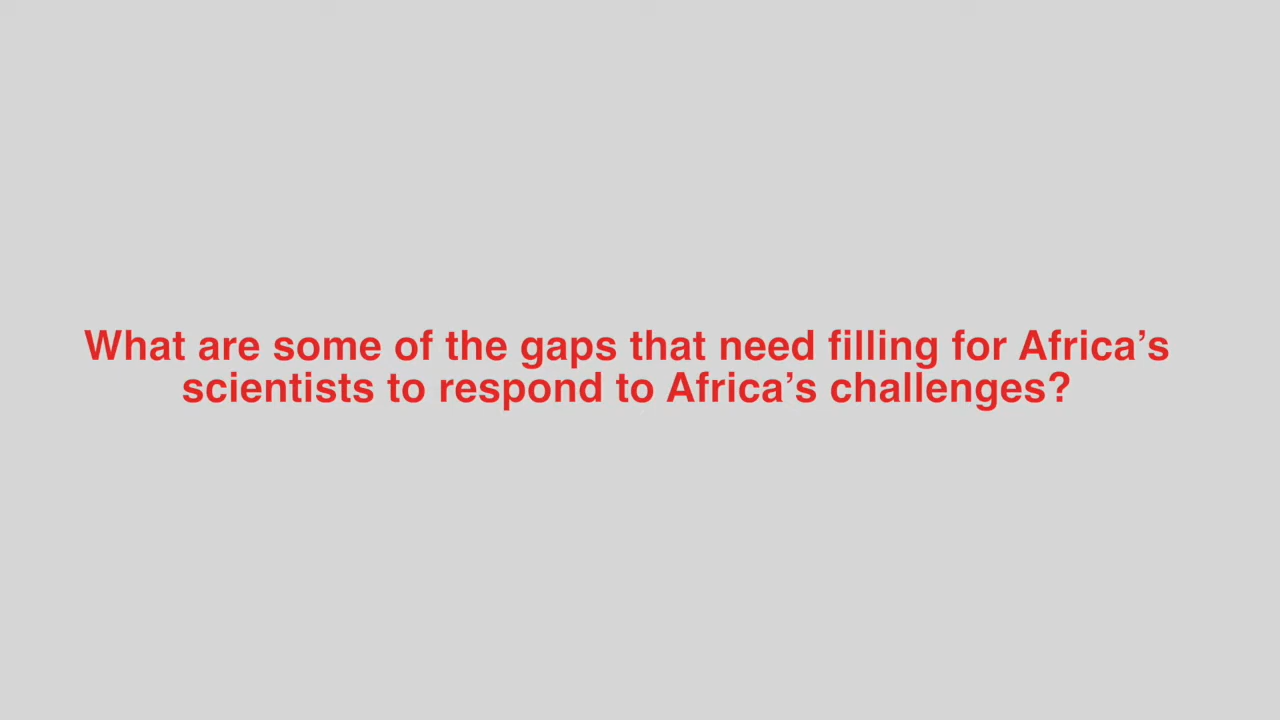 What are some of the gaps that need filling for Africa’s
scientists to respond to Africa’s challenges?